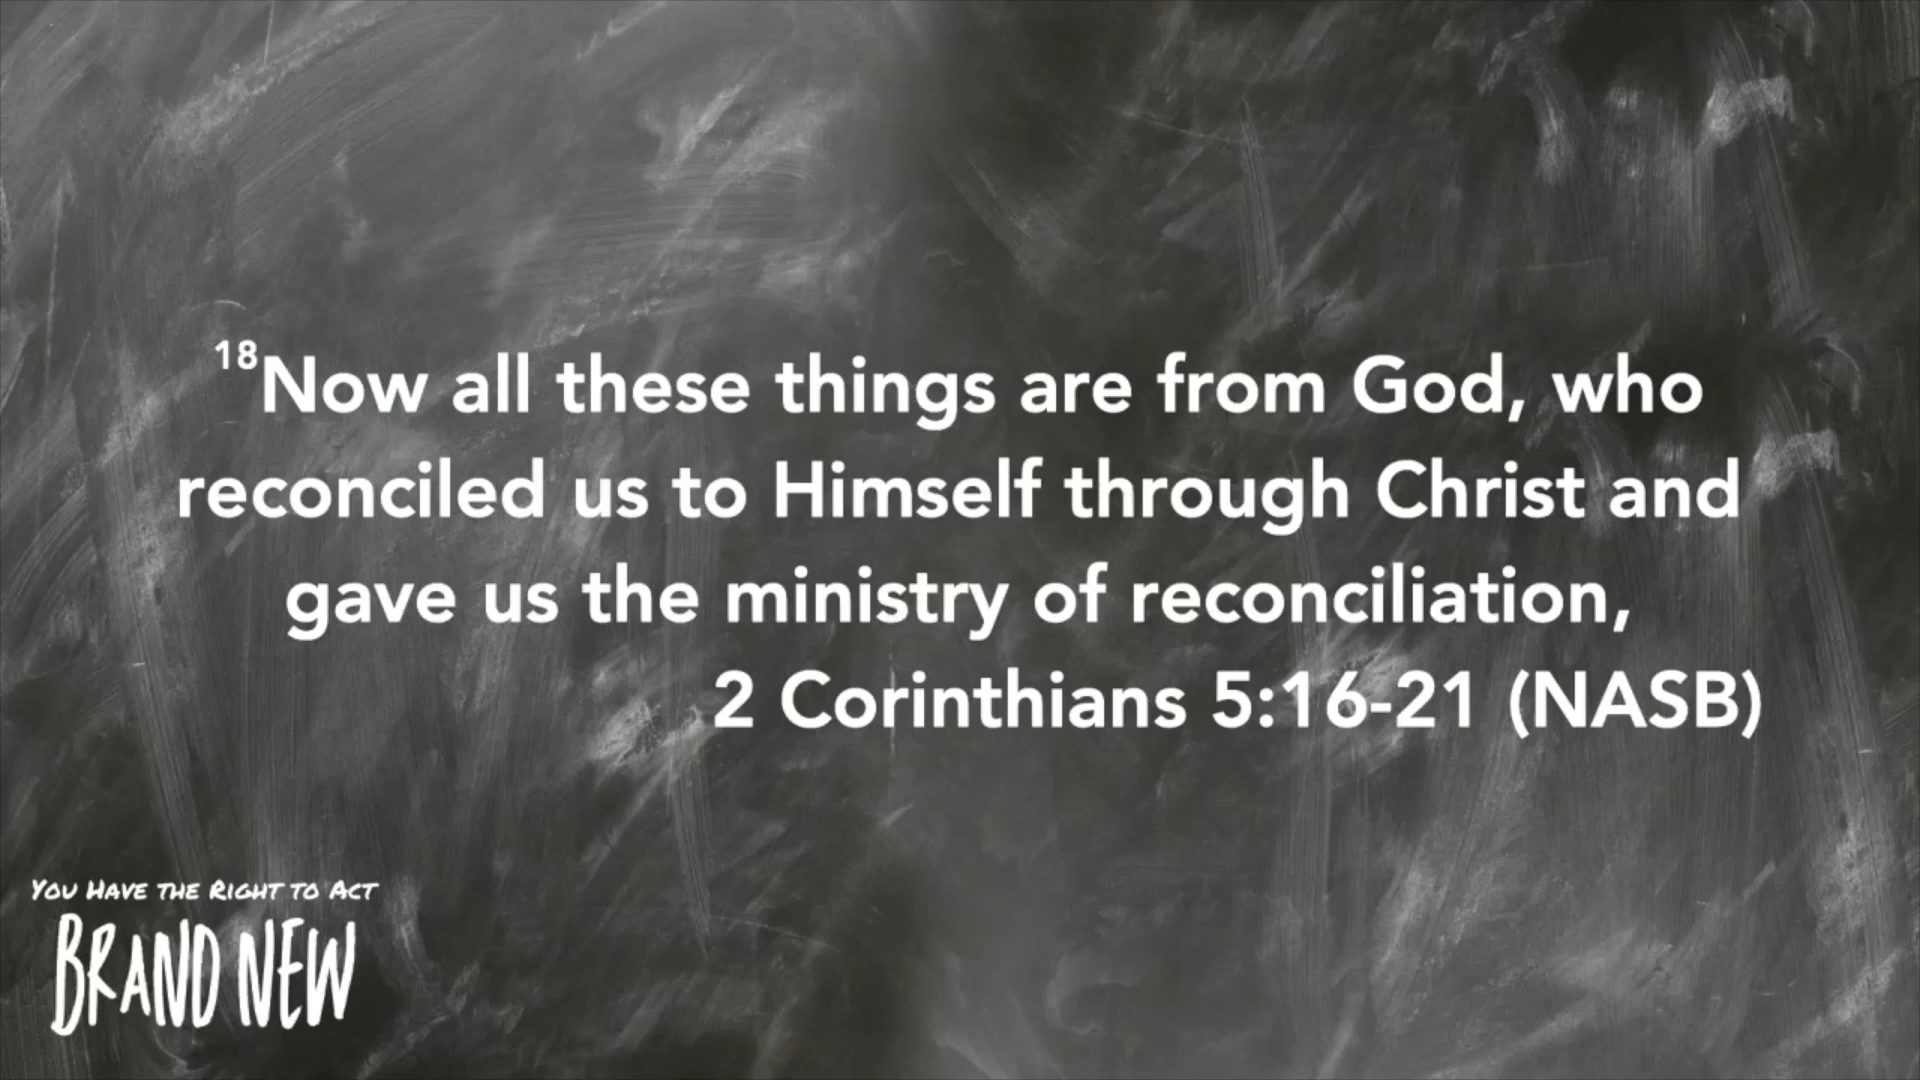 18Now all these things are from God, who
reconciled us to Himself through Christ and
gave us the ministry of reconciliation,
2 Corinthians 5:16-21 (NASB)
You Have the Right to Act
BRAND NEW